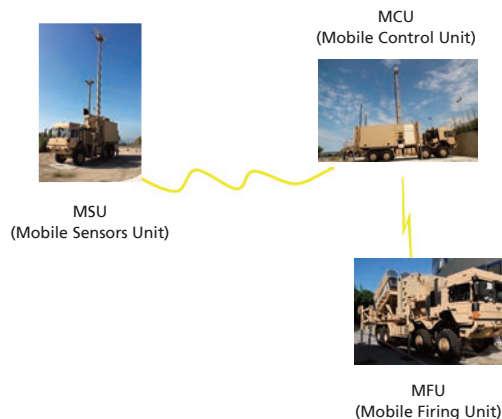 MCU
(Mobile Control Unit)
MSU
(Mobile Sensors Unit)
MFU
(Mobile Firing Unit)